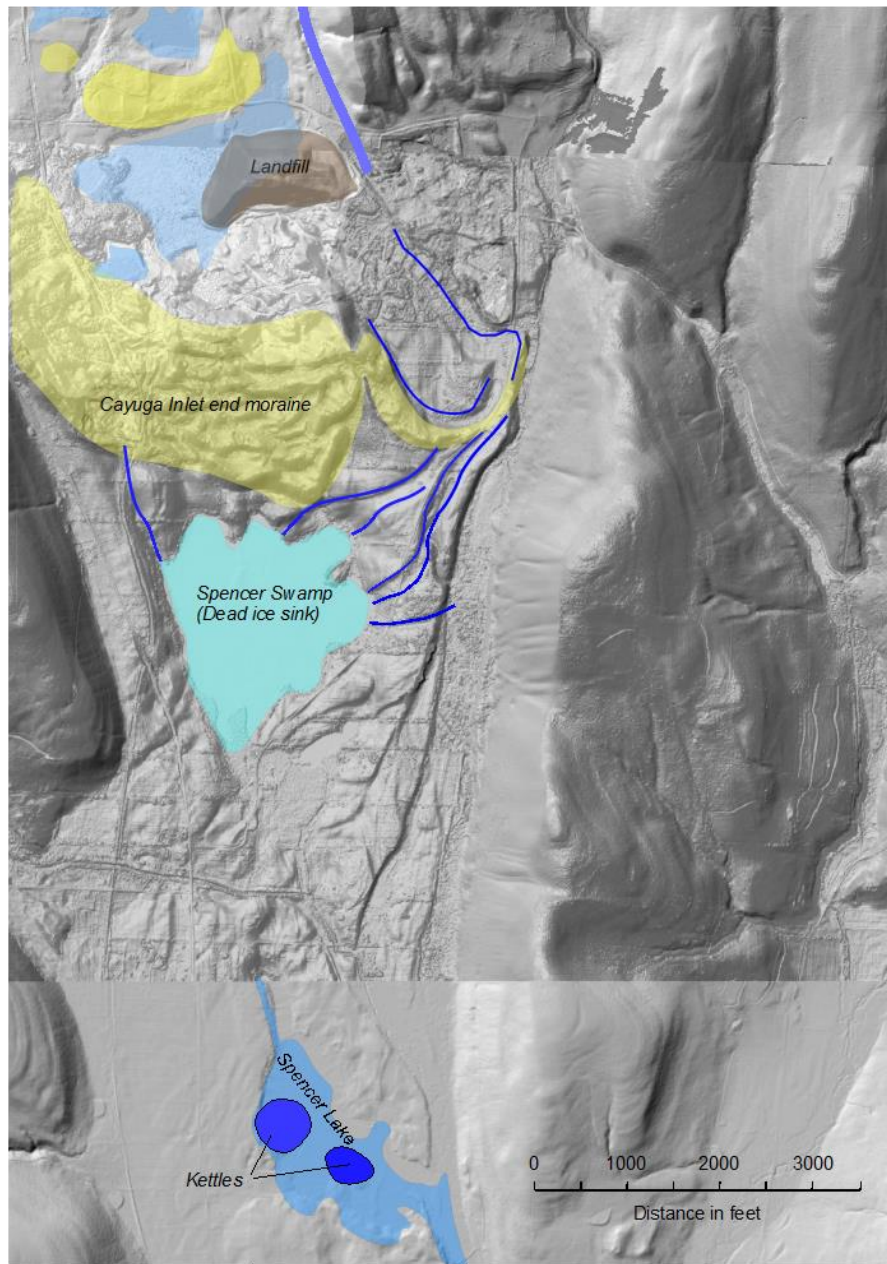 Landfill
Cayuga Inlet end moraine
Spencer Swamp
(Dead ice sink)
Spencer Lake
Kettles
0 1000 2000 3000
Distance in feet